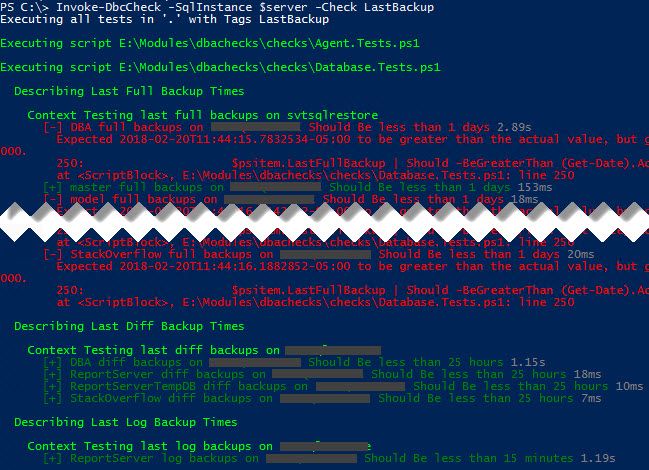 PS C:\> Invoke-DbcCheck -SqlInstance $server -Check LastBackup
Executing all tests in '.' with Tags LastBackup
Executing script E:\Modules\dbachecks\checks\Agent.Tests.ps1
Executing script E:\Modules\dbachecks\checks\Database.Tests.ps1
Describing Last Full Backup Times
Context Testing last full backups on svtsqlrestore
[-] DBA full backups on Should Be less than 1 days 2.89s
Expected 2018-02-20T11:44:15.7832534-05:00 to be greater than the actual value, but g
000.
250: $psitem.LastFullBackup | Should -BeGreaterThan (Get-Date).Ad
at <ScriptBlock>, E:\Modules\dbachecks\checks\Database.Tests.ps1: line 250
[+] master full backups on Should Be less than 1 days 153ms
[-] model full backups on Should Be less than 1 days 18ms
at <ScriptBlock>, E:\Modules\dbachecks\checks\Database.Tests.ps1: line 250
[-] StackOverflow full backups on Should Be less than 1 days 20ms
Expected 2018-02-20T11:44:16.1882852-05:00 to be greater than the actual value, but g
000.
250: $psitem.LastFullBackup | Should -BeGreaterThan (Get-Date).Ad
at <ScriptBlock>, E:\Modules\dbachecks\checks\Database.Tests.ps1: line 250
Describing Last Diff Backup Times
Context Testing last diff backups on
[+] DBA diff backups on Should Be less than 25 hours 1.15s
[+] ReportServer diff backups on Should Be less than 25 hours 18ms
[+] ReportServerTempDB diff backups on Should Be less than 25 hours 10ms
[+] StackOverflow diff backups on Should Be less than 25 hours 7ms
Describing Last Log Backup Times
Context Testing last log backups on e
[+] ReportServer log backups on Should Be less than 15 minutes 1.19s